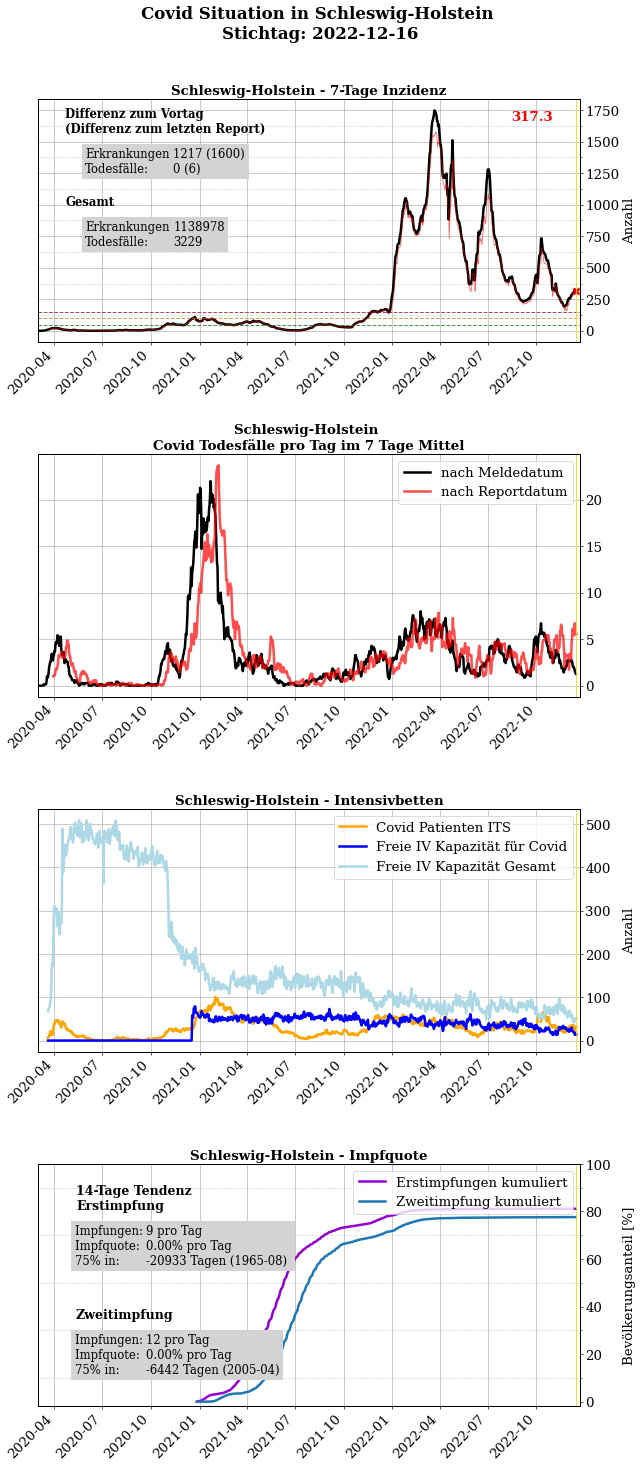 Covid Situation in Schleswig-Holstein
Stichtag: 2022-12-16
Schleswig-Holstein - 7-Tage Inzidenz
Differenz zum Vortag
(Differenz zum letzten Report)
Erkrankungen 1217 (1600)
Todesfälle: 0 (6)
Gesamt
Erkrankungen 1138978
Todesfälle: 3229
317.3
1750
1500
1250
1000
750
500
250
0
Anzahl
2020-04
2020-07
2020-10
2021-01
2021-04
2021-07
2021-10
2022-01
2022-04
2022-07
2022-10
Schleswig-Holstein
Covid Todesfälle pro Tag im 7 Tage Mittel
nach Meldedatum
nach Reportdatum
20
15
10
5
0
2020-04
2020-07
2020-10
2021-01
2021-04
2021-07
2021-10
2022-01
2022-04
2022-07
2022-10
Schleswig-Holstein - Intensivbetten
Covid Patienten ITS
Freie IV Kapazität für Covid
Freie IV Kapazität Gesamt
500
400
300
200
100
0
Anzahl
2020-04
2020-07
2020-10
2021-01
2021-04
2021-07
2021-10
2022-01
2022-04
2022-07
2022-10
Schleswig-Holstein - Impfquote
14-Tage Tendenz
Erstimpfung
Impfungen: 9 pro Tag
Impfquote: 0.00% pro Tag
75% in: -20933 Tagen (1965-08)
Zweitimpfung
Impfungen: 12 pro Tag
Impfquote: 0.00% pro Tag
75% in: -6442 Tagen (2005-04)
Erstimpfungen kumuliert
Zweitimpfung kumuliert
100
80
60
40
20
0
Bevölkerungsanteil [%]
2020-04
2020-07
2020-10
2021-01
2021-04
2021-07
2021-10
2022-01
2022-04
2022-07
2022-10